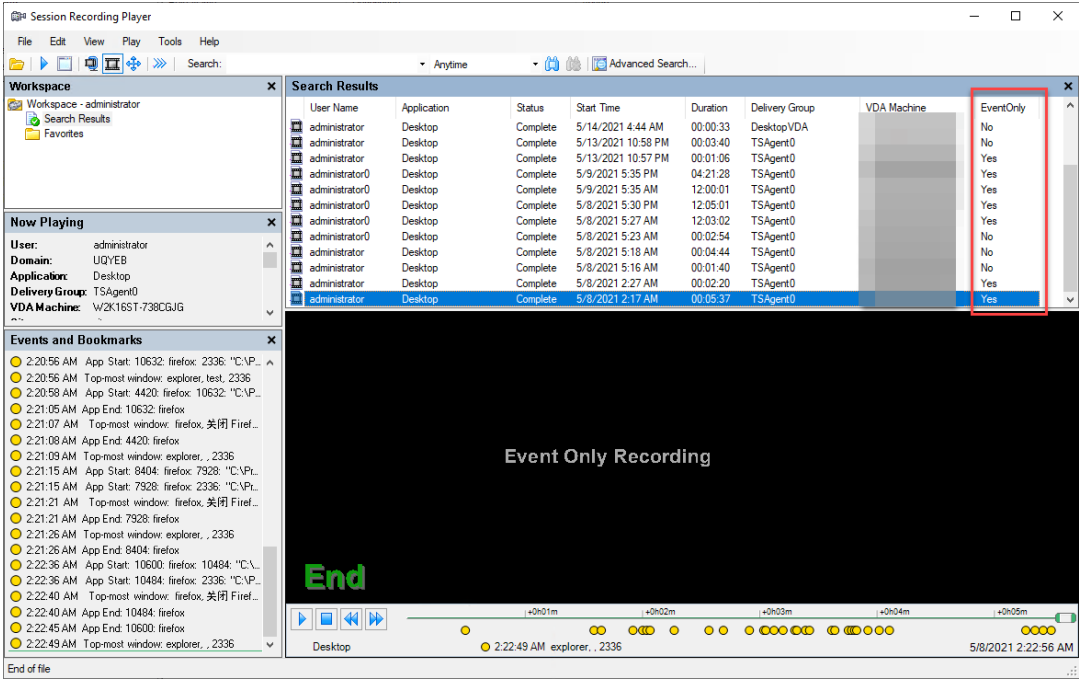 Session Recording Player
File Edit View Play Tools Help
Search: Anytime Advanced Search...
Workspace
Workspace - administrator
Search Results
Favorites
Search Results
User Name Application Status Start Time Duration Delivery Group VDA Machine EventOnly
administrator Desktop Complete 5/14/2021 4:44 AM 00:00:33 DesktopVDA No
administrator Desktop Complete 5/13/2021 10:58 PM 00:03:40 TSAgent0 No
administrator Desktop Complete 5/13/2021 10:57 PM 00:01:06 TSAgent0 Yes
administrator0 Desktop Complete 5/9/2021 5:35 PM 04:21:28 TSAgent0 Yes
administrator0 Desktop Complete 5/9/2021 5:35 AM 12:00:01 TSAgent0 Yes
administrator0 Desktop Complete 5/8/2021 5:30 PM 12:05:01 TSAgent0 Yes
administrator0 Desktop Complete 5/8/2021 5:27 AM 12:03:02 TSAgent0 Yes
administrator0 Desktop Complete 5/8/2021 5:23 AM 00:02:54 TSAgent0 No
administrator Desktop Complete 5/8/2021 5:18 AM 00:04:44 TSAgent0 No
administrator Desktop Complete 5/8/2021 5:16 AM 00:01:40 TSAgent0 No
administrator Desktop Complete 5/8/2021 2:27 AM 00:02:20 TSAgent0 Yes
administrator Desktop Complete 5/8/2021 2:17 AM 00:05:37 TSAgent0 Yes
Now Playing
User: administrator
Domain: UQYEB
Application: Desktop
Delivery Group: TSAgent0
VDA Machine: W2K16ST-738CGJG
Events and Bookmarks
2:20:56 AM App Start: 10632: firefox: 2336: "C:\P...
2:20:56 AM Top-most window: explorer, test, 2336
2:20:58 AM App Start: 4420: firefox: 10632: "C:\P...
2:21:05 AM App End: 10632: firefox
2:21:07 AM Top-most window: firefox, 关闭 Firef...
2:21:08 AM App End: 4420: firefox
2:21:09 AM Top-most window: explorer, , 2336
2:21:15 AM App Start: 8404: firefox: 7928: "C:\Pr...
2:21:15 AM App Start: 7928: firefox: 2336: "C:\Pr...
2:21:21 AM Top-most window: firefox, 关闭 Firef...
2:21:21 AM App End: 7928: firefox
2:21:26 AM Top-most window: explorer, , 2336
2:21:26 AM App End: 8404: firefox
2:22:36 AM App Start: 10600: firefox: 10484: "C:\...
2:22:36 AM App Start: 10484: firefox: 2336: "C:\P...
2:22:40 AM Top-most window: firefox, 关闭 Firef...
2:22:40 AM App End: 10484: firefox
2:22:45 AM App End: 10600: firefox
2:22:49 AM Top-most window: explorer, , 2336
Event Only Recording
End
+0h01m +0h02m +0h03m +0h04m +0h05m
Desktop 2:22:49 AM explorer, , 2336 5/8/2021 2:22:56 AM
End of file